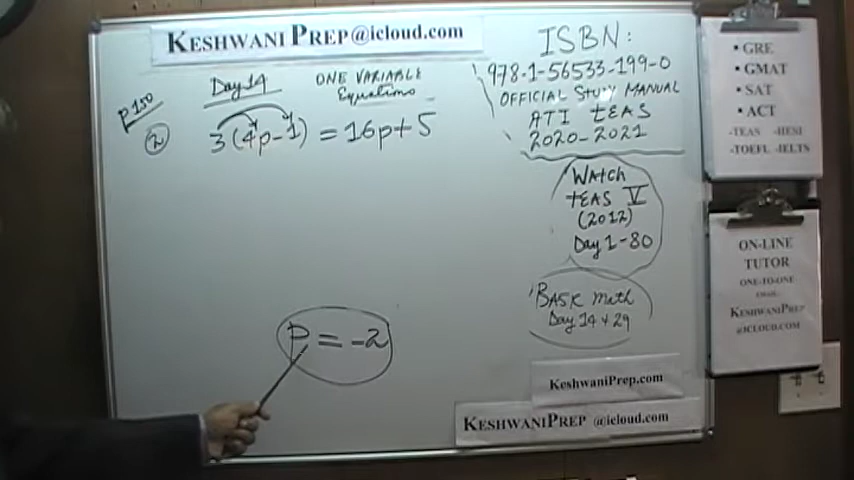 KESHWANI PREP@icloud.com
Day 14
ONE VARIABLE
Equations
P 150
2
3(4p-1) = 16p+5
P = -2
ISBN:
978-1-56533-199-0
OFFICIAL STUDY MANUAL
ATI TEAS
2020-2021
WATCH
TEAS V
(2012)
Day 1-80
BASIC Math
Day 14 & 29
KESHWANIPREP.com
KESHWANIPREP @icloud.com
• GRE
• GMAT
• SAT
• ACT
-TEAS -HESI
-TOEFL -IELTS
ON-LINE
TUTOR
ONE-TO-ONE
EMAIL:
KESHWANIPREP
@ICLOUD.COM